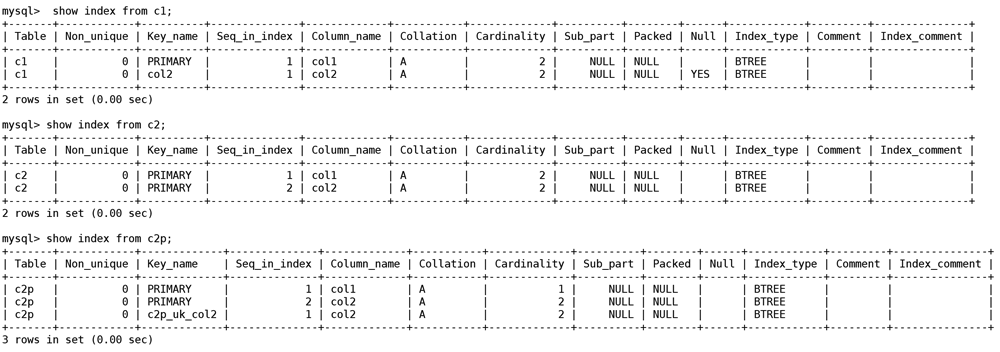 mysql>  show index from c1;
+-------+------------+----------+--------------+-------------+-----------+-------------+----------+--------+------+------------+---------+---------------+
| Table | Non_unique | Key_name | Seq_in_index | Column_name | Collation | Cardinality | Sub_part | Packed | Null | Index_type | Comment | Index_comment |
+-------+------------+----------+--------------+-------------+-----------+-------------+----------+--------+------+------------+---------+---------------+
| c1    |          0 | PRIMARY  |            1 | col1        | A         |           2 |     NULL | NULL   |      | BTREE      |         |               |
| c1    |          0 | col2     |            1 | col2        | A         |           2 |     NULL | NULL   | YES  | BTREE      |         |               |
+-------+------------+----------+--------------+-------------+-----------+-------------+----------+--------+------+------------+---------+---------------+
2 rows in set (0.00 sec)
mysql> show index from c2;
+-------+------------+----------+--------------+-------------+-----------+-------------+----------+--------+------+------------+---------+---------------+
| Table | Non_unique | Key_name | Seq_in_index | Column_name | Collation | Cardinality | Sub_part | Packed | Null | Index_type | Comment | Index_comment |
+-------+------------+----------+--------------+-------------+-----------+-------------+----------+--------+------+------------+---------+---------------+
| c2    |          0 | PRIMARY  |            1 | col1        | A         |           2 |     NULL | NULL   |      | BTREE      |         |               |
| c2    |          0 | PRIMARY  |            2 | col2        | A         |           2 |     NULL | NULL   |      | BTREE      |         |               |
+-------+------------+----------+--------------+-------------+-----------+-------------+----------+--------+------+------------+---------+---------------+
2 rows in set (0.00 sec)
mysql> show index from c2p;
+-------+------------+-------------+--------------+-------------+-----------+-------------+----------+--------+------+------------+---------+---------------+
| Table | Non_unique | Key_name    | Seq_in_index | Column_name | Collation | Cardinality | Sub_part | Packed | Null | Index_type | Comment | Index_comment |
+-------+------------+-------------+--------------+-------------+-----------+-------------+----------+--------+------+------------+---------+---------------+
| c2p   |          0 | PRIMARY     |            1 | col1        | A         |           1 |     NULL | NULL   |      | BTREE      |         |               |
| c2p   |          0 | PRIMARY     |            2 | col2        | A         |           2 |     NULL | NULL   |      | BTREE      |         |               |
| c2p   |          0 | c2p_uk_col2 |            1 | col2        | A         |           2 |     NULL | NULL   |      | BTREE      |         |               |
+-------+------------+-------------+--------------+-------------+-----------+-------------+----------+--------+------+------------+---------+---------------+
3 rows in set (0.00 sec)